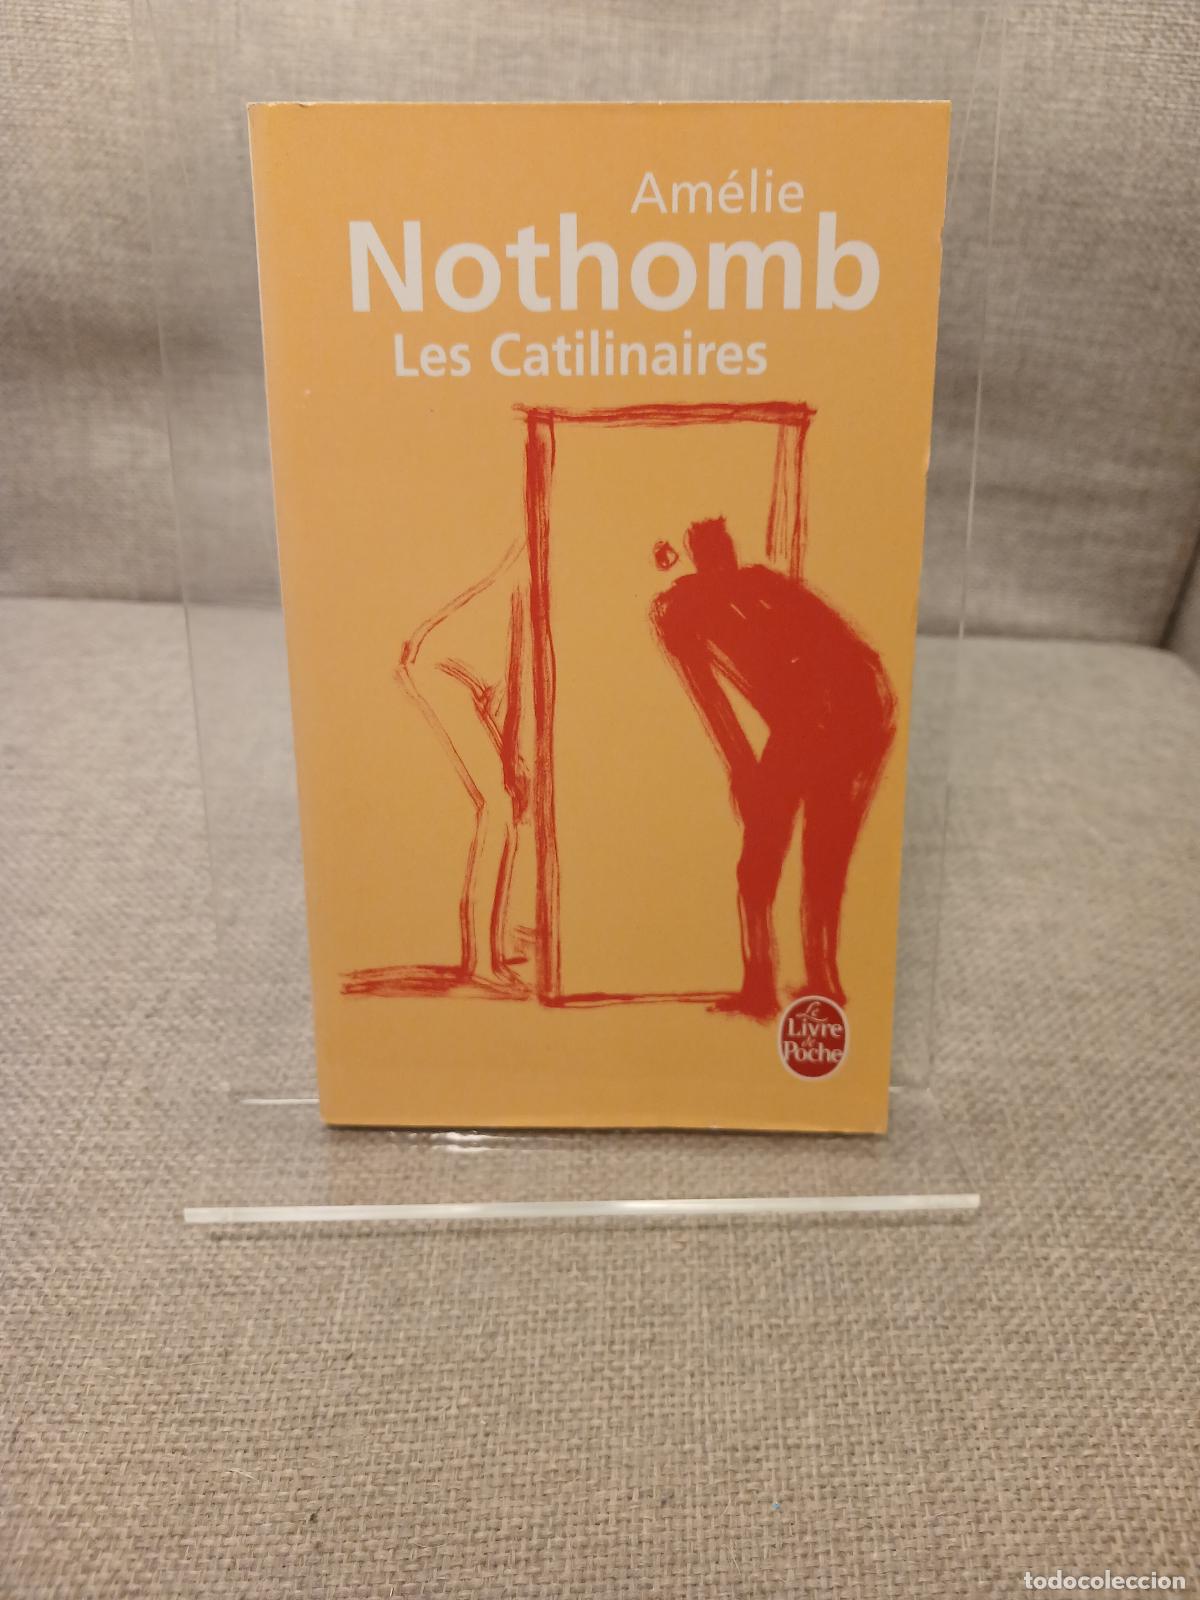 Amélie
Nothomb
Les Catilinaires
Le
Livre
de
Poche
todocoleccion